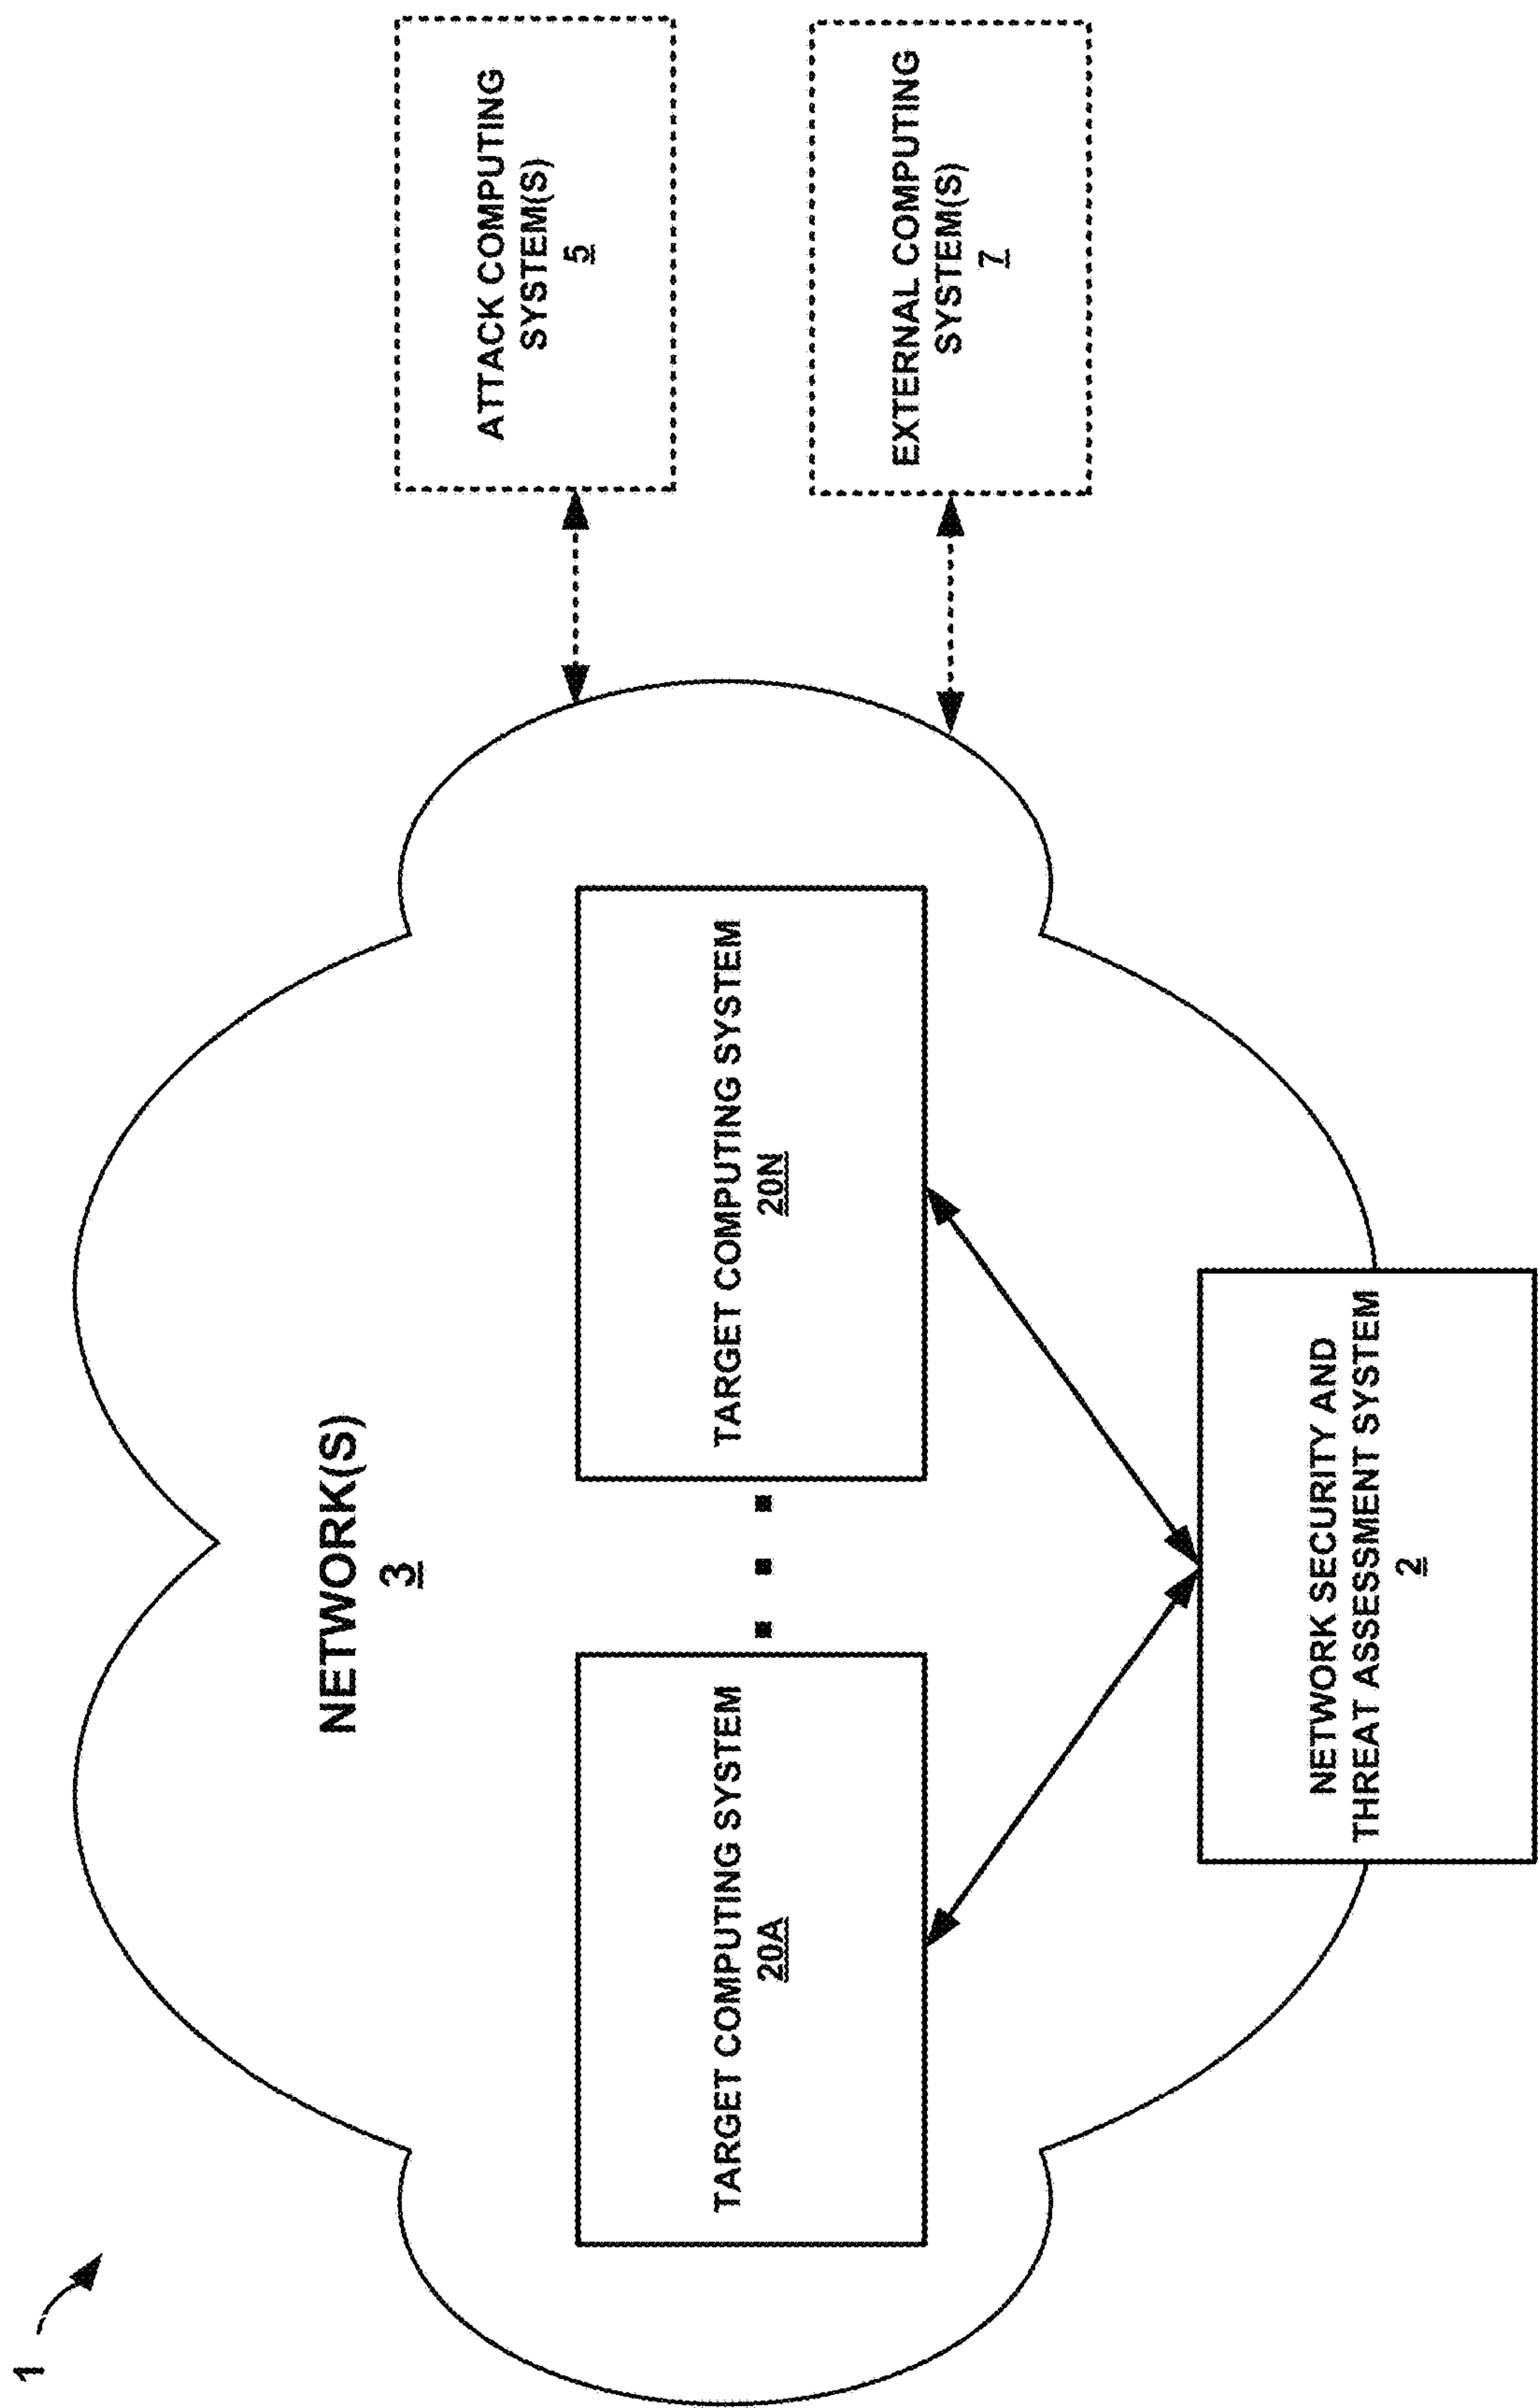 1
NETWORK(S)
3
TARGET COMPUTING SYSTEM
20A
TARGET COMPUTING SYSTEM
20N
NETWORK SECURITY AND
THREAT ASSESSMENT SYSTEM
2
ATTACK COMPUTING
SYSTEM(S)
5
EXTERNAL COMPUTING
SYSTEM(S)
7